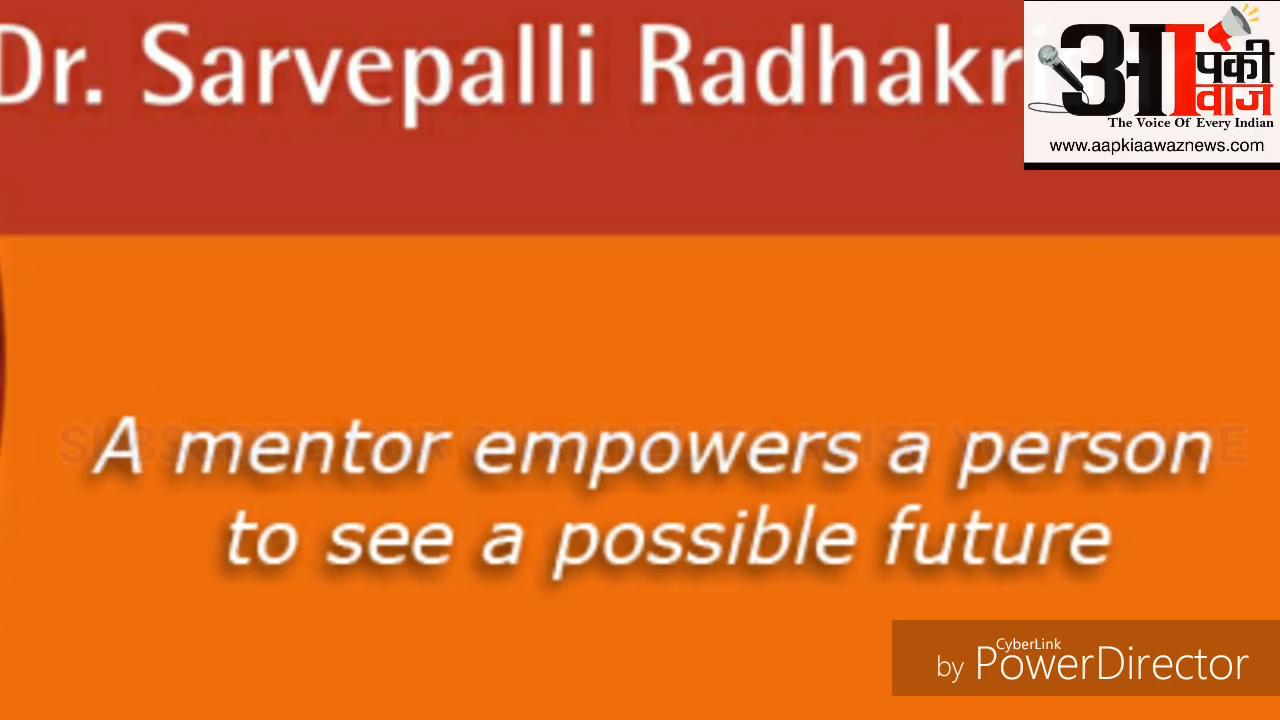 Dr. Sarvepalli Radhakri
आपकी
आवाज
The Voice Of Every Indian
www.aapkiaawaznews.com
A mentor empowers a person
to see a possible future
CyberLink
by PowerDirector